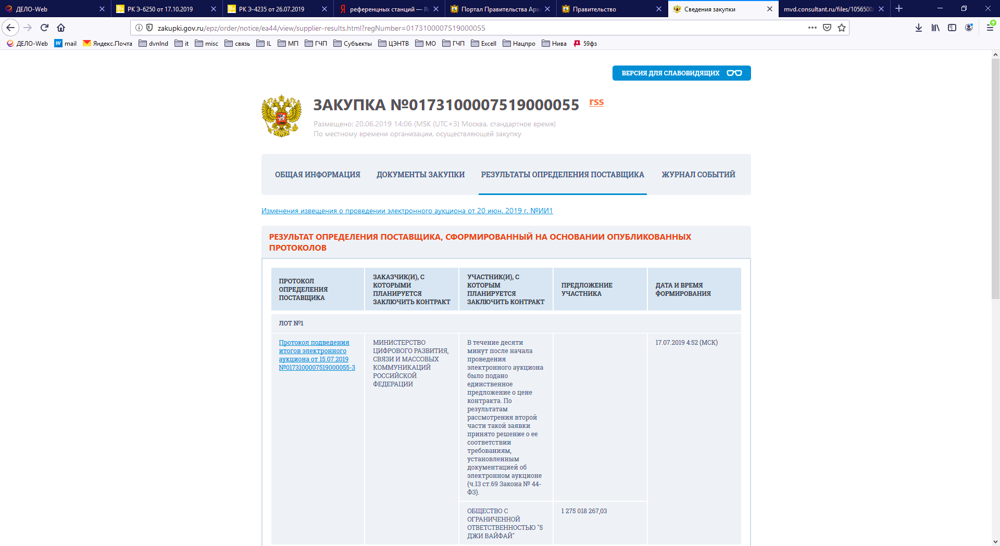 ДЕЛО-Web
РК Э-6250 от 17.10.2019
РК Э-4235 от 26.07.2019
референцных станций — Я
Портал Правительства Арх
Правительство
Сведения закупки
mvd.consultant.ru/files/1056500/
zakupki.gov.ru/epz/order/notice/ea44/view/supplier-results.html?regNumber=0173100007519000055
ДЕЛО-Web
mail
Яндекс.Почта
dvnInd
it
misc
связь
IL
МП
ГЧП
Субъекты
ЦЭНТВ
МО
ГЧП
Excell
Нацпро
Нива
59фз
ВЕРСИЯ ДЛЯ СЛАБОВИДЯЩИХ
ЗАКУПКА №0173100007519000055 rss
Размещено: 20.06.2019 14:06 (MSK (UTC+3) Москва, стандартное время)
По местному времени организации, осуществляющей закупку
ОБЩАЯ ИНФОРМАЦИЯ
ДОКУМЕНТЫ ЗАКУПКИ
РЕЗУЛЬТАТЫ ОПРЕДЕЛЕНИЯ ПОСТАВЩИКА
ЖУРНАЛ СОБЫТИЙ
Изменения извещения о проведении электронного аукциона от 20 июн. 2019 г. №ИИ1
РЕЗУЛЬТАТ ОПРЕДЕЛЕНИЯ ПОСТАВЩИКА, СФОРМИРОВАННЫЙ НА ОСНОВАНИИ ОПУБЛИКОВАННЫХ
ПРОТОКОЛОВ
ПРОТОКОЛ
ОПРЕДЕЛЕНИЯ
ПОСТАВЩИКА
ЗАКАЗЧИК(И), С
КОТОРЫМИ
ПЛАНИРУЕТСЯ
ЗАКЛЮЧИТЬ КОНТРАКТ
УЧАСТНИК(И), С
КОТОРЫМ
ПЛАНИРУЕТСЯ
ЗАКЛЮЧИТЬ КОНТРАКТ
ПРЕДЛОЖЕНИЕ
УЧАСТНИКА
ДАТА И ВРЕМЯ
ФОРМИРОВАНИЯ
ЛОТ №1
Протокол подведения
итогов электронного
аукциона от 15.07.2019
№0173100007519000055-3
МИНИСТЕРСТВО
ЦИФРОВОГО РАЗВИТИЯ,
СВЯЗИ И МАССОВЫХ
КОММУНИКАЦИЙ
РОССИЙСКОЙ
ФЕДЕРАЦИИ
В течение десяти
минут после начала
проведения
электронного аукциона
было подано
единственное
предложение о цене
контракта. По
результатам
рассмотрения второй
части такой заявки
принято решение о ее
соответствии
требованиям,
установленным
документацией об
электронном аукционе
(ч.13 ст.69 Закона № 44-
ФЗ).
17.07.2019 4:52 (МСК)
ОБЩЕСТВО С
ОГРАНИЧЕННОЙ
ОТВЕТСТВЕННОСТЬЮ "5
ДЖИ ВАЙФАЙ"
1 275 018 267,03